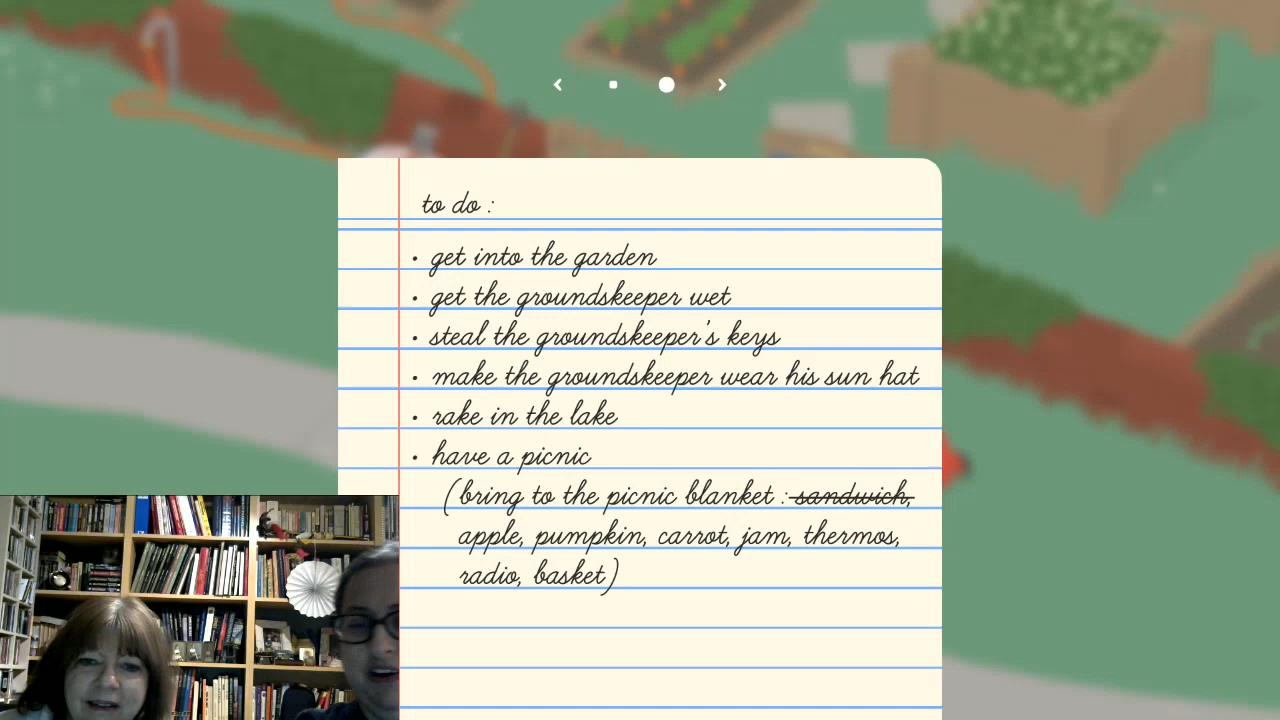 to do :
• get into the garden
• get the groundskeeper wet
• steal the groundskeeper's keys
• make the groundskeeper wear his sun hat
• rake in the lake
• have a picnic
(bring to the picnic blanket : sandwich,
apple, pumpkin, carrot, jam, thermos,
radio, basket)